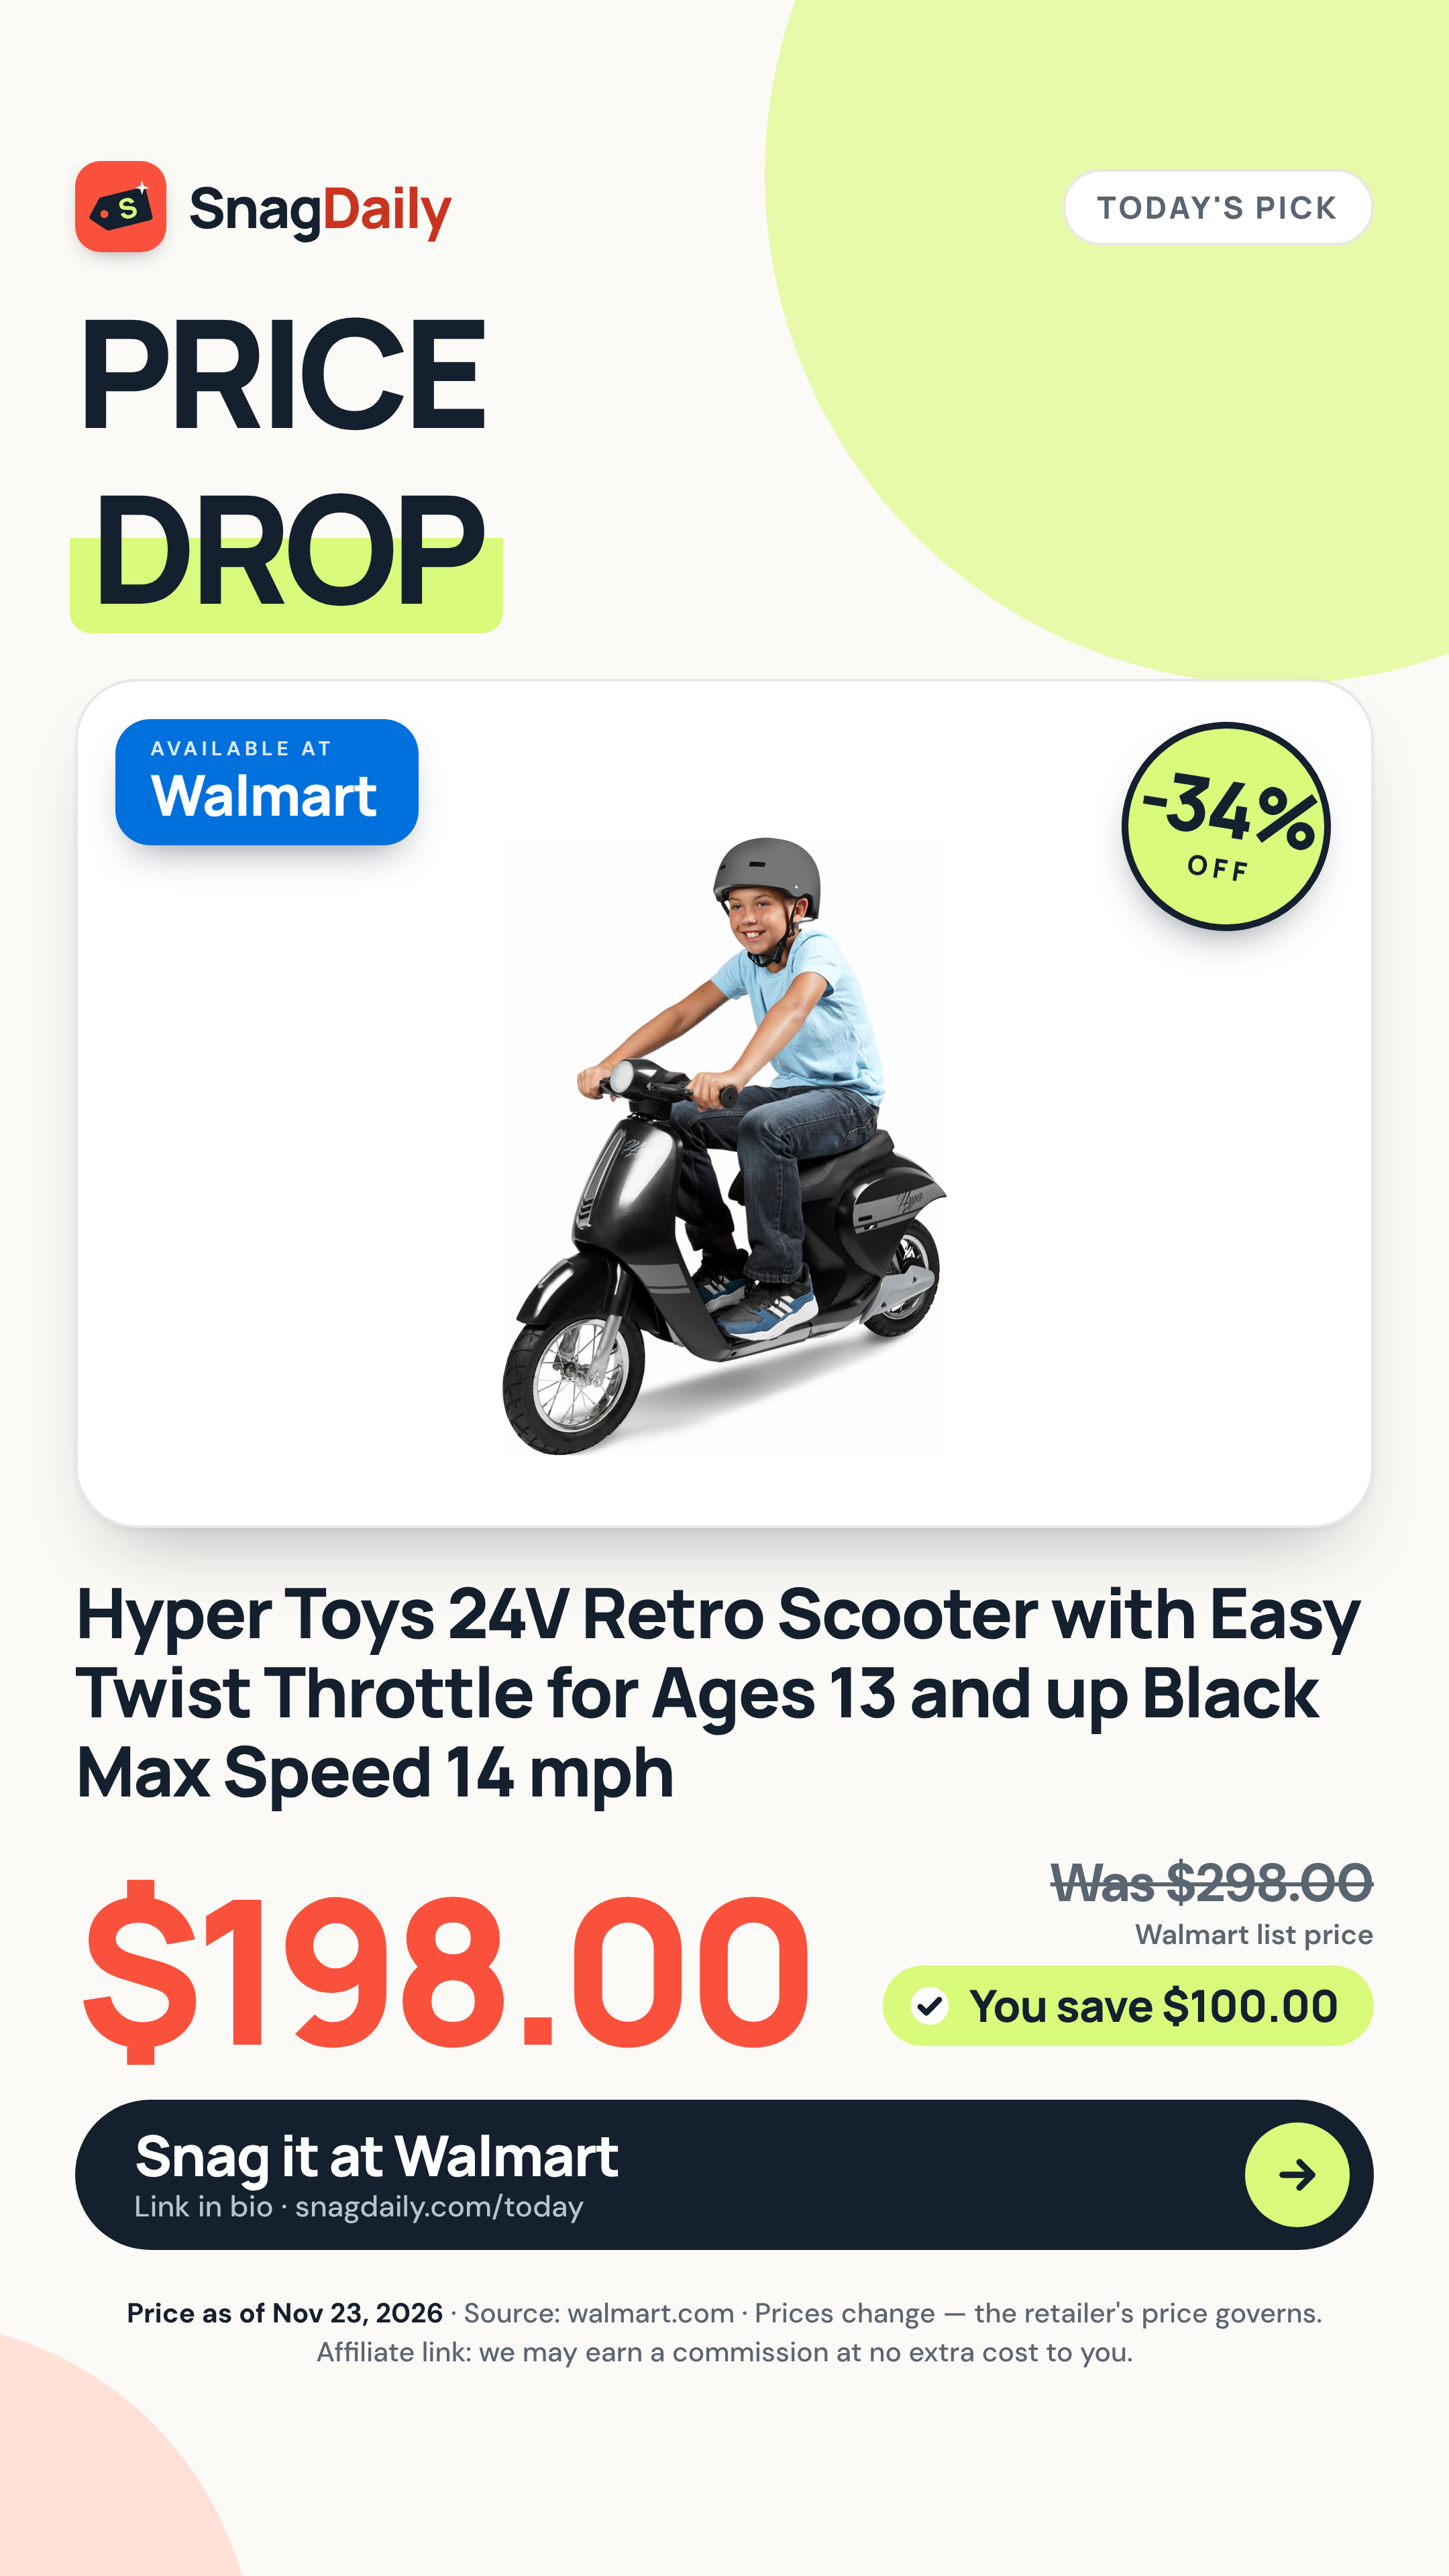 S
SnagDaily
TODAY'S PICK
PRICE
DROP
AVAILABLE AT
Walmart
-34%
OFF
Hyper
Hyper Toys 24V Retro Scooter with Easy
Twist Throttle for Ages 13 and up Black
Max Speed 14 mph
$198.00
Was $298.00
Walmart list price
You save $100.00
Snag it at Walmart
Link in bio · snagdaily.com/today
Price as of Nov 23, 2026 · Source: walmart.com · Prices change — the retailer's price governs.
Affiliate link: we may earn a commission at no extra cost to you.